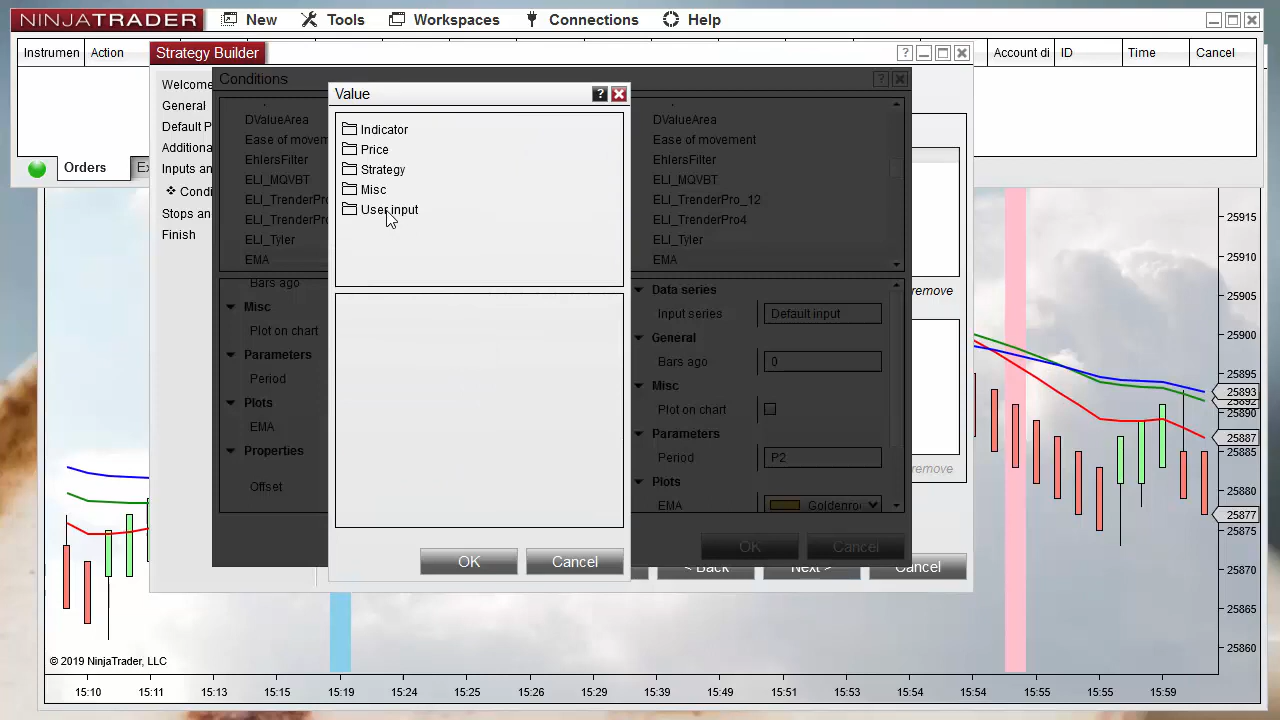 NINJATRADER New Tools Workspaces Connections Help
Instrumen Action Account di ID Time Cancel
Strategy Builder ?
Welcome
General
Default P
Additiona
Inputs an
Condi
Stops an
Finish
Orders
Conditions ?
DValueArea
Ease of movem
EhlersFilter
ELI_MQVBT
ELI_TrenderPro
ELI_TrenderPro
ELI_Tyler
EMA
Bars ago
Misc
Plot on chart
Parameters
Period
Plots
EMA
Properties
Offset
Value ?
Indicator
Price
Strategy
Misc
User input
OK Cancel
DValueArea
Ease of movement
EhlersFilter
ELI_MQVBT
ELI_TrenderPro_12
ELI_TrenderPro4
ELI_Tyler
EMA
Data series
Input series Default input
General
Bars ago 0
Misc
Plot on chart
Parameters
Period P2
Plots
EMA Goldenro
OK Cancel
remove
remove
< Back Next > Cancel
25915
25910
25905
25900
25895
25893
25892
25890
25887
25885
25880
25877
25875
25870
25865
25860
© 2019 NinjaTrader, LLC
15:10 15:11 15:13 15:15 15:19 15:24 15:25 15:26 15:29 15:39 15:49 15:51 15:53 15:54 15:54 15:55 15:55 15:59